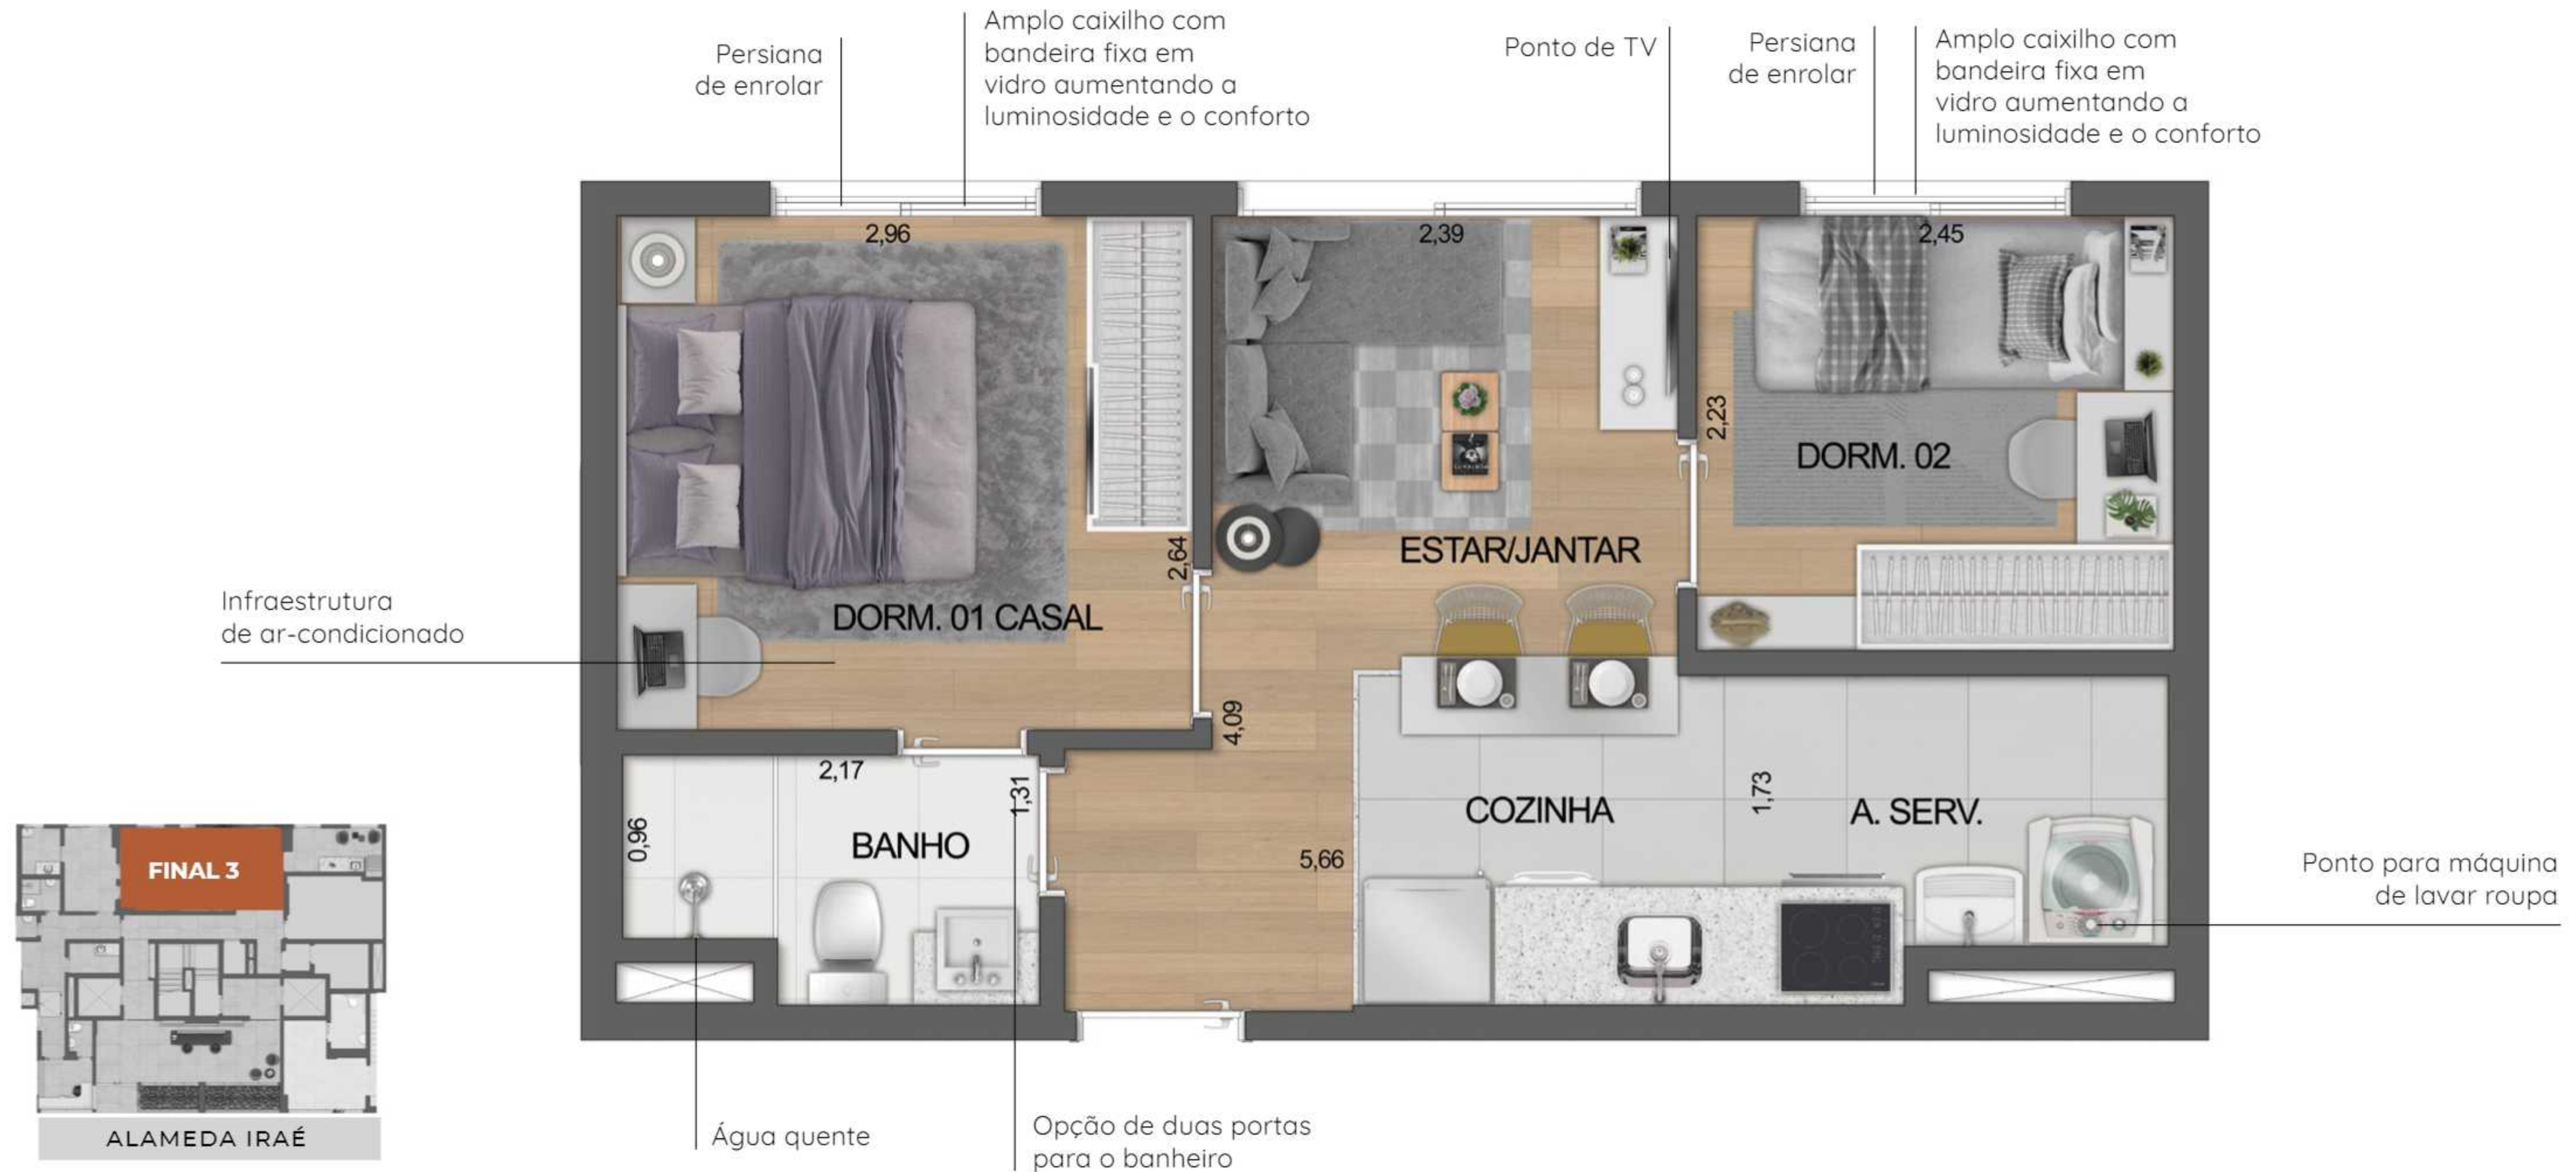 Persiana
de enrolar
Amplo caixilho com
bandeira fixa em
vidro aumentando a
luminosidade e o conforto
Ponto de TV
Persiana
de enrolar
Amplo caixilho com
bandeira fixa em
vidro aumentando a
luminosidade e o conforto
2,96
2,39
2,45
2,23
DORM. 02
ESTAR/JANTAR
2,64
DORM. 01 CASAL
Infraestrutura
de ar-condicionado
4,09
2,17
1,31
0,96
BANHO
5,66
COZINHA
1,73
A. SERV.
Ponto para máquina
de lavar roupa
FINAL 3
ALAMEDA IRAÉ
Água quente
Opção de duas portas
para o banheiro